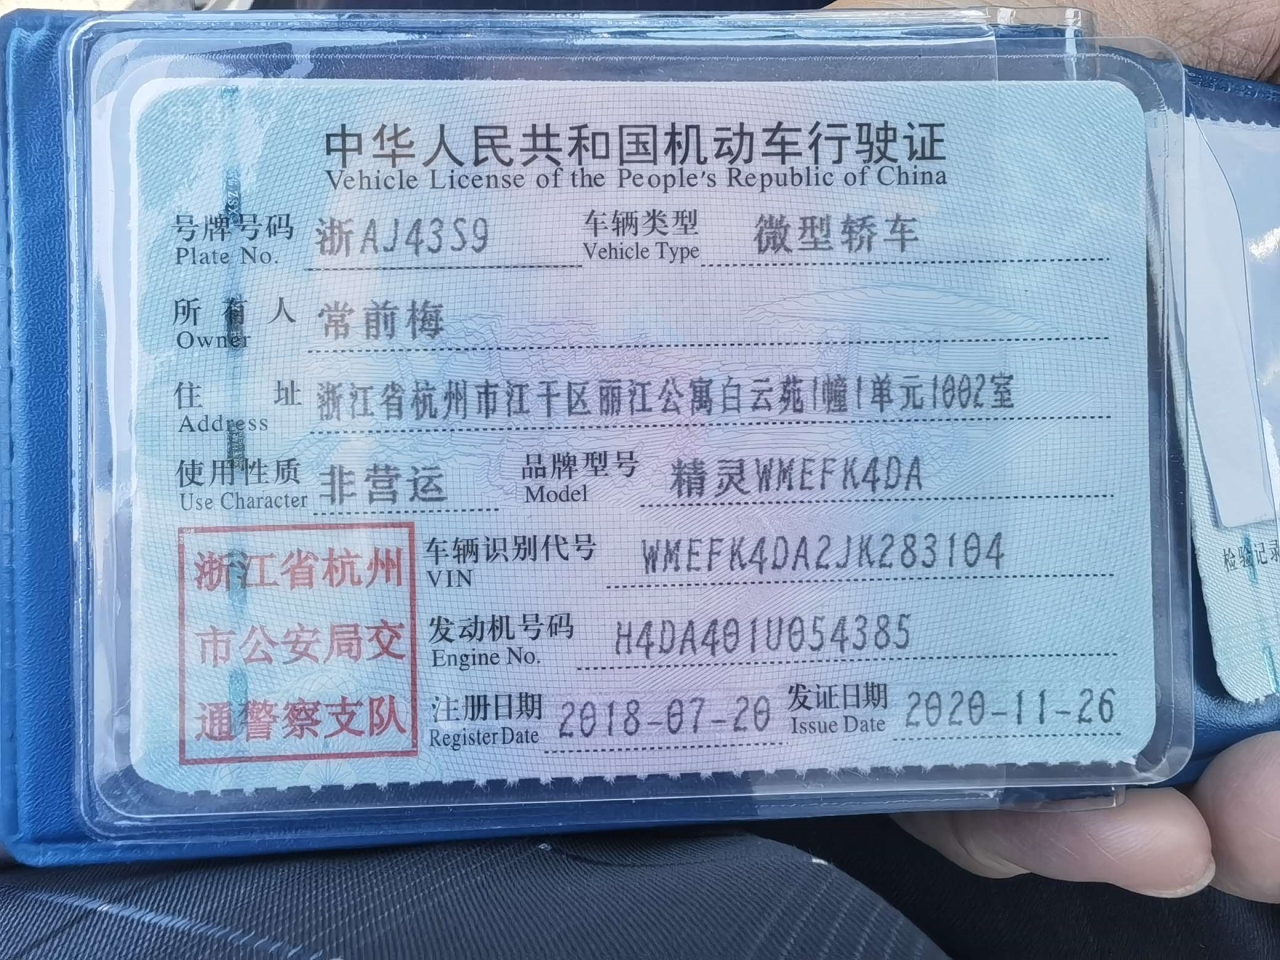 中华人民共和国机动车行驶证
Vehicle License of the People's Republic of China
号牌号码 浙AJ43S9 车辆类型 微型轿车
Plate No. Vehicle Type
所有人 常前梅
Owner
住址 浙江省杭州市江干区丽江公寓白云苑1幢1单元1002室
Address
使用性质 非营运 品牌型号 精灵WMEFK4DA
Use Character Model
浙江省杭州
市公安局交
通警察支队
车辆识别代号 WMEFK4DA2JK283104
VIN
发动机号码 H4DA401U054385
Engine No.
注册日期 2018-07-20 发证日期 2020-11-26
Register Date Issue Date
检验记录